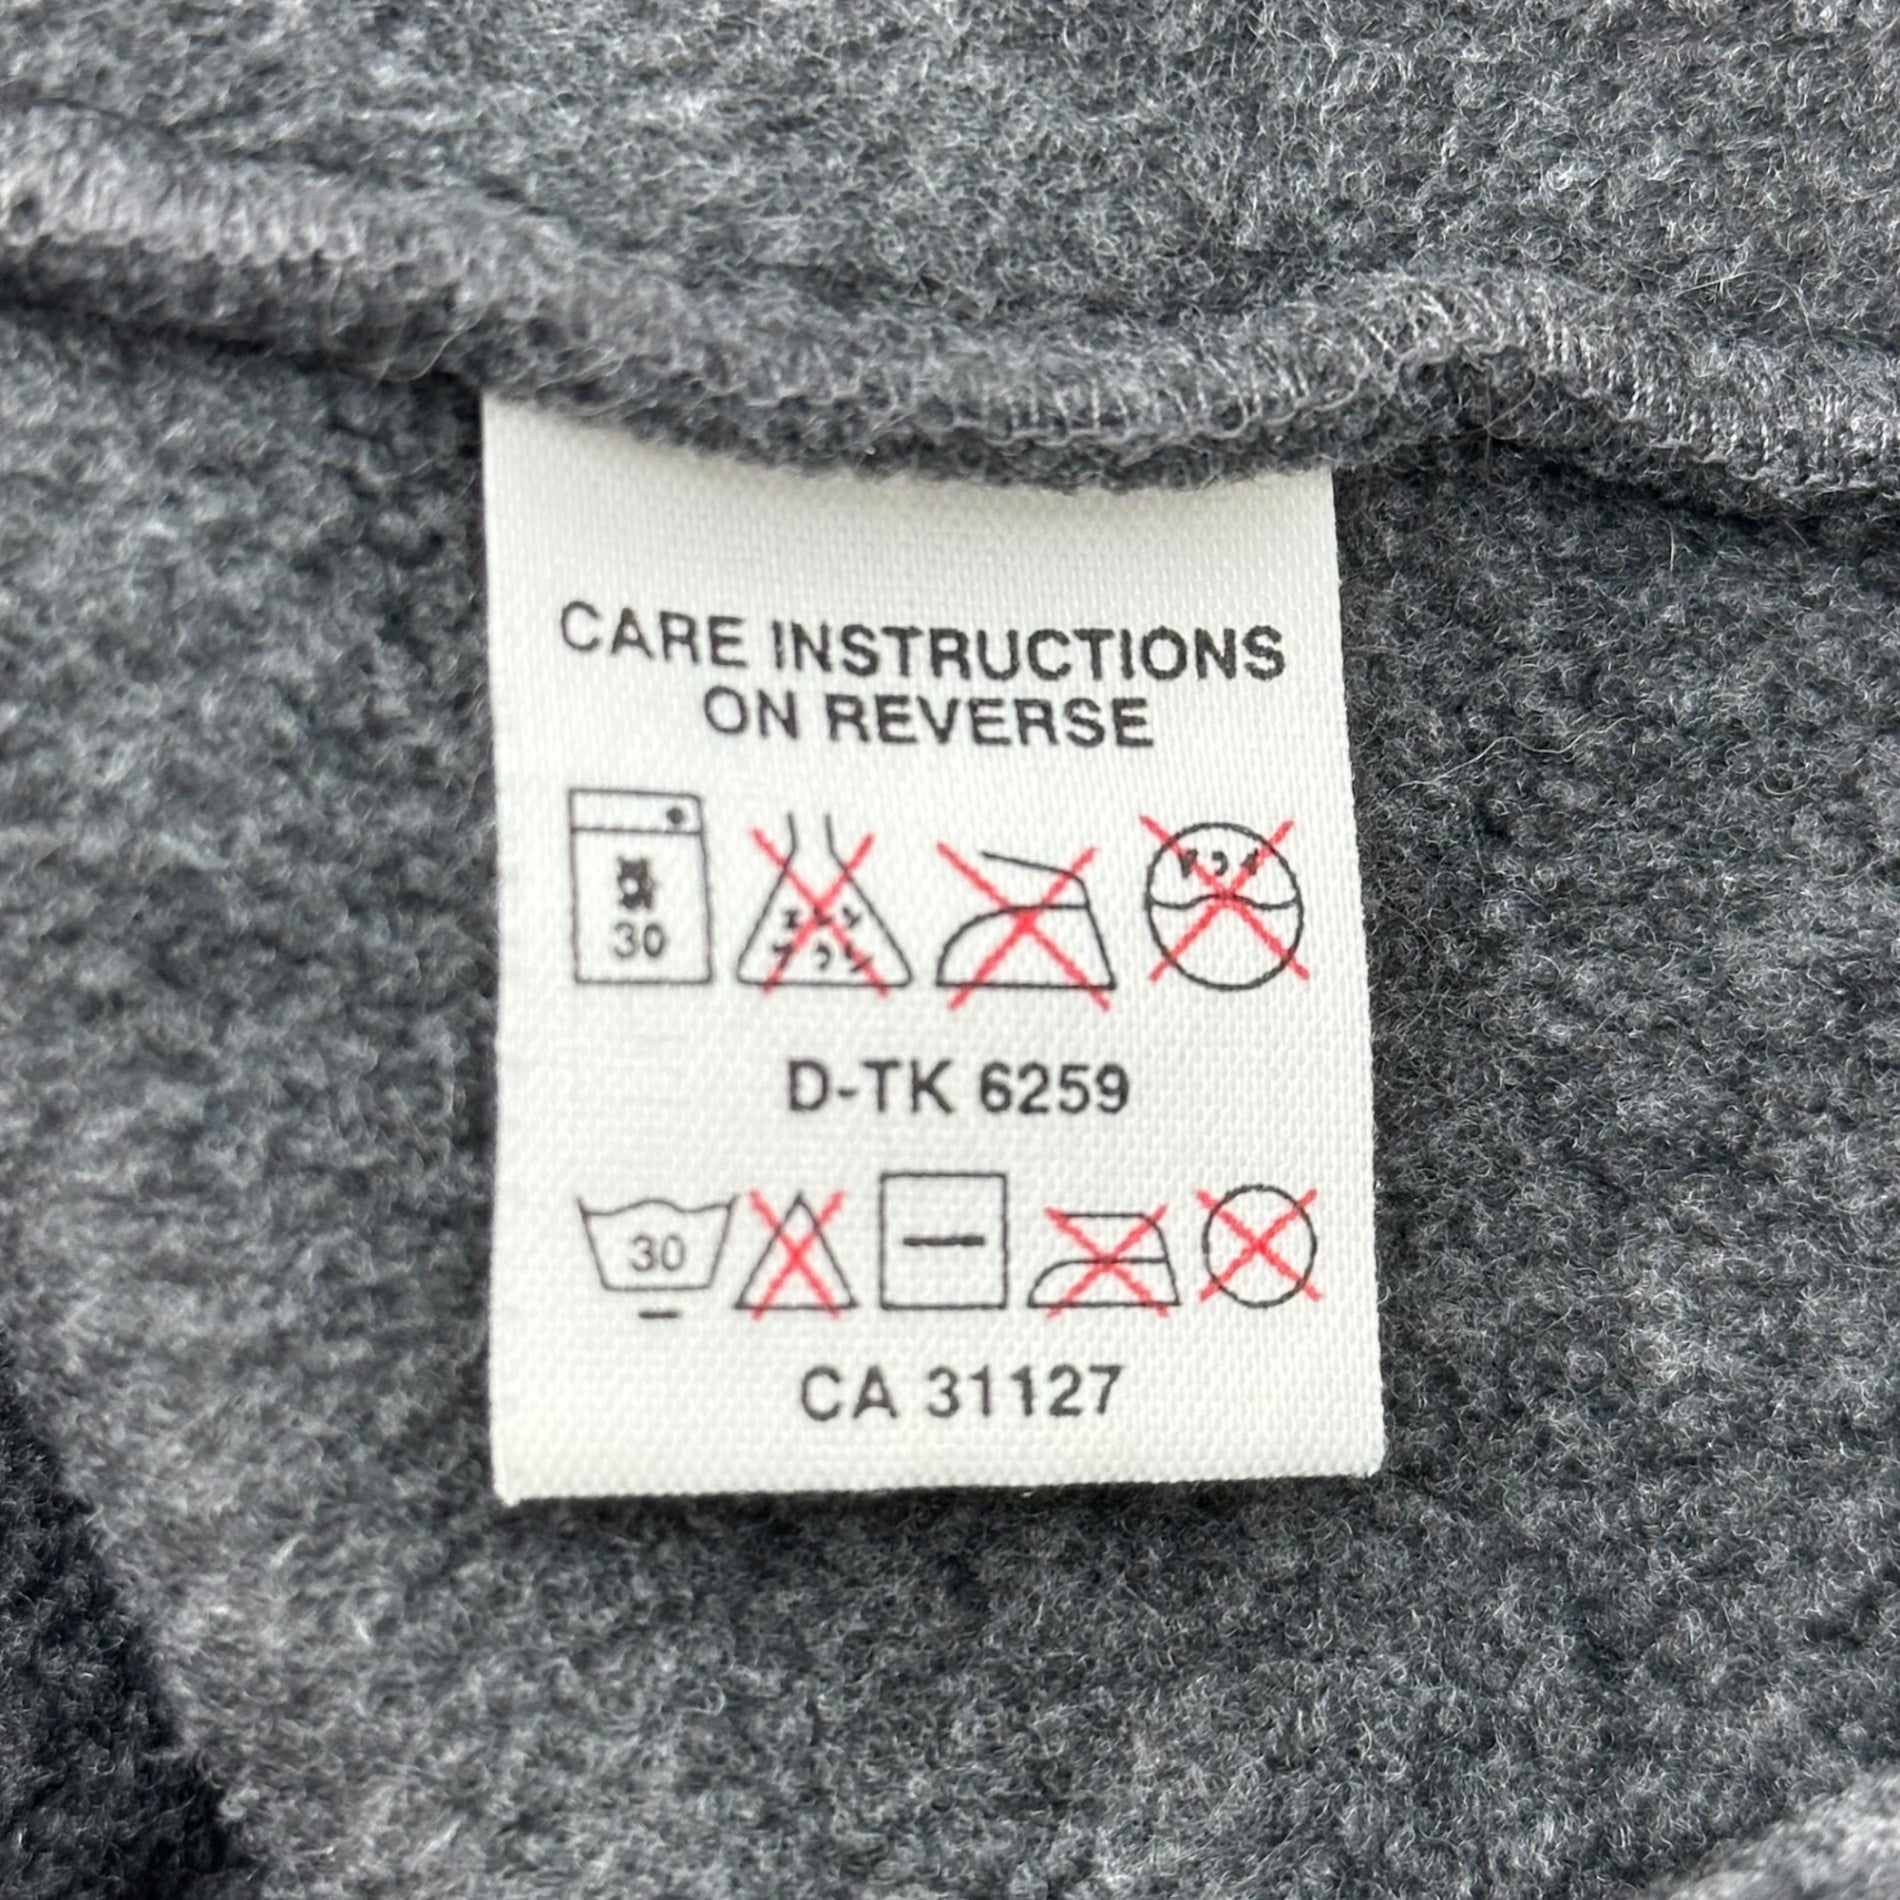 CARE INSTRUCTIONS
ON REVERSE
30
D-TK 6259
30
CA 31127